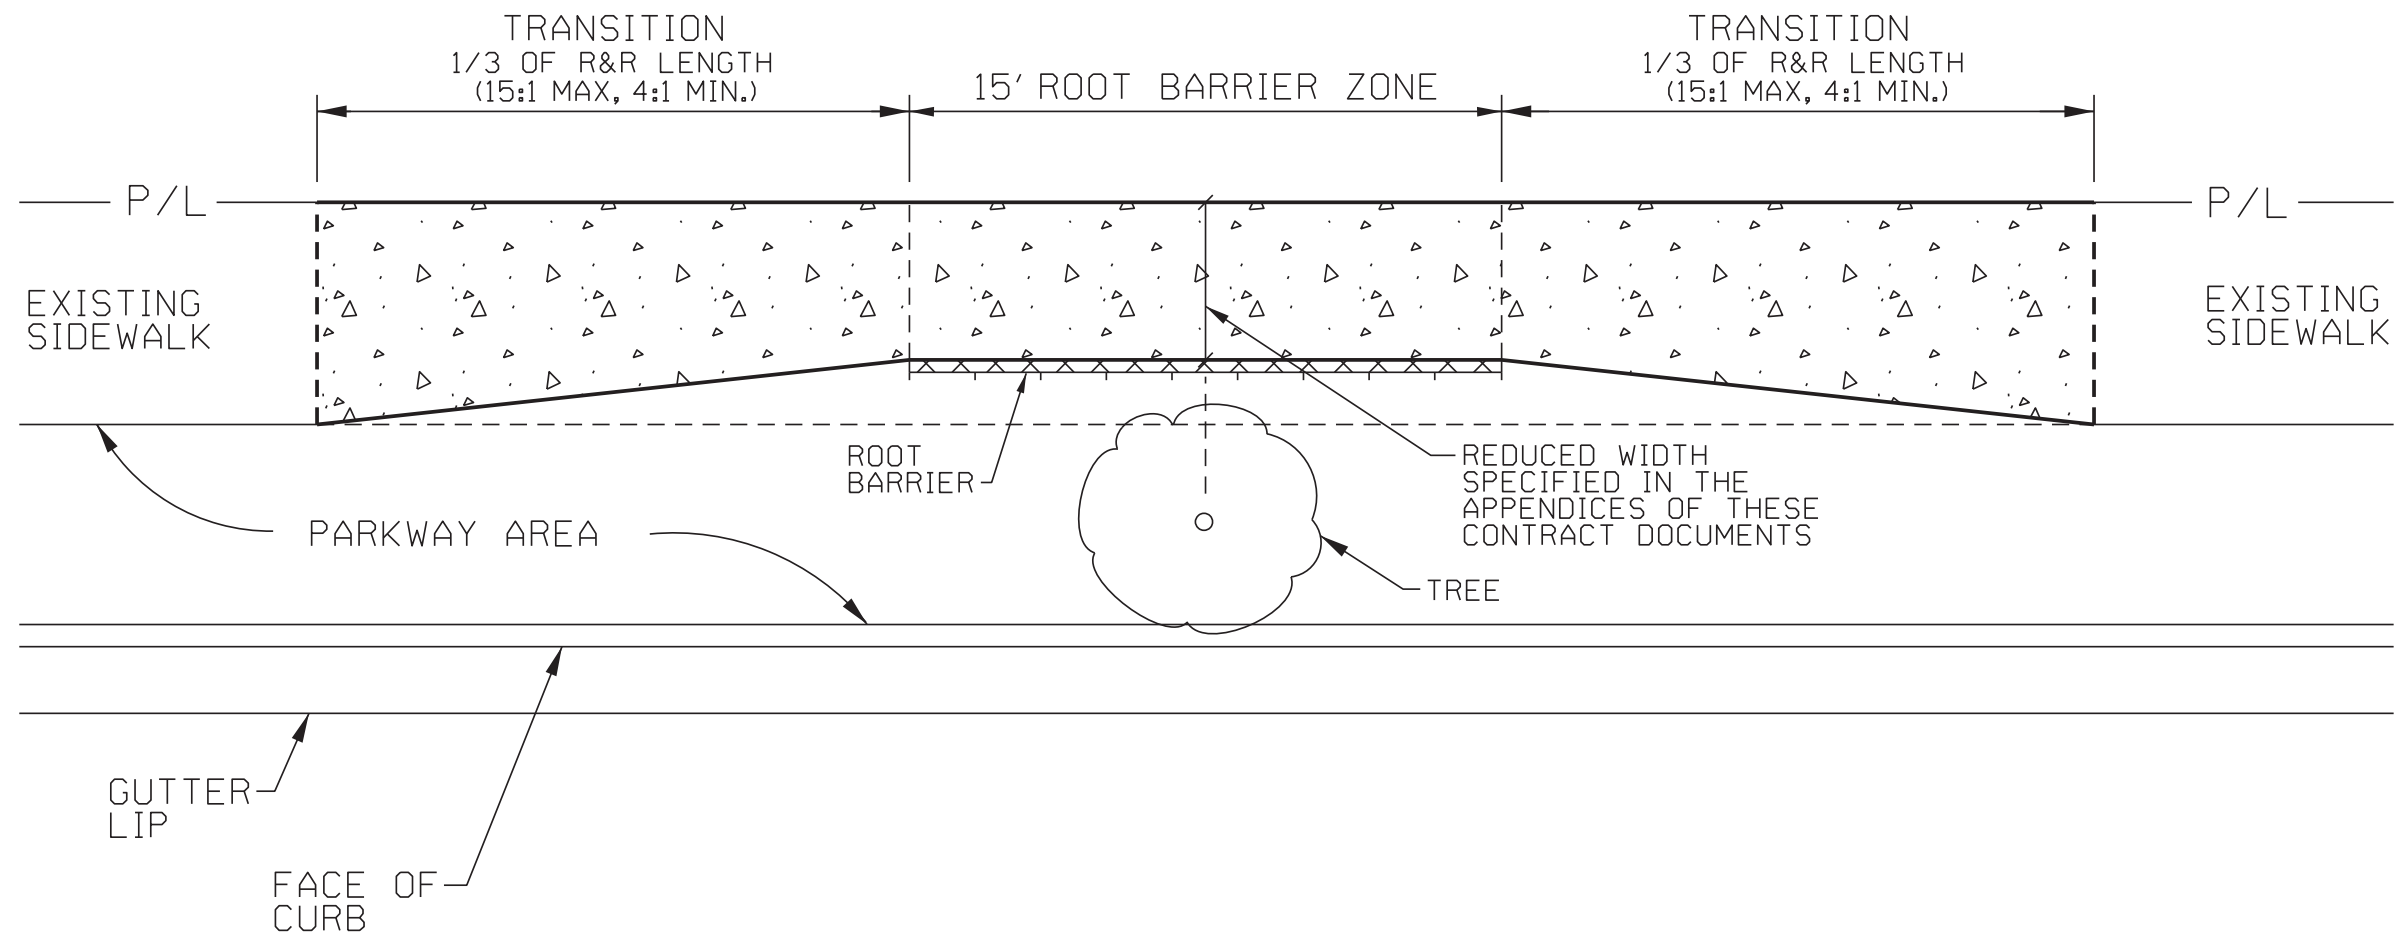 TRANSITION
1/3 OF R&R LENGTH
(15:1 MAX, 4:1 MIN.)
15' ROOT BARRIER ZONE
TRANSITION
1/3 OF R&R LENGTH
(15:1 MAX, 4:1 MIN.)
P/L
P/L
EXISTING
SIDEWALK
EXISTING
SIDEWALK
ROOT
BARRIER
REDUCED WIDTH
SPECIFIED IN THE
APPENDICES OF THESE
CONTRACT DOCUMENTS
PARKWAY AREA
TREE
GUTTER
LIP
FACE OF
CURB